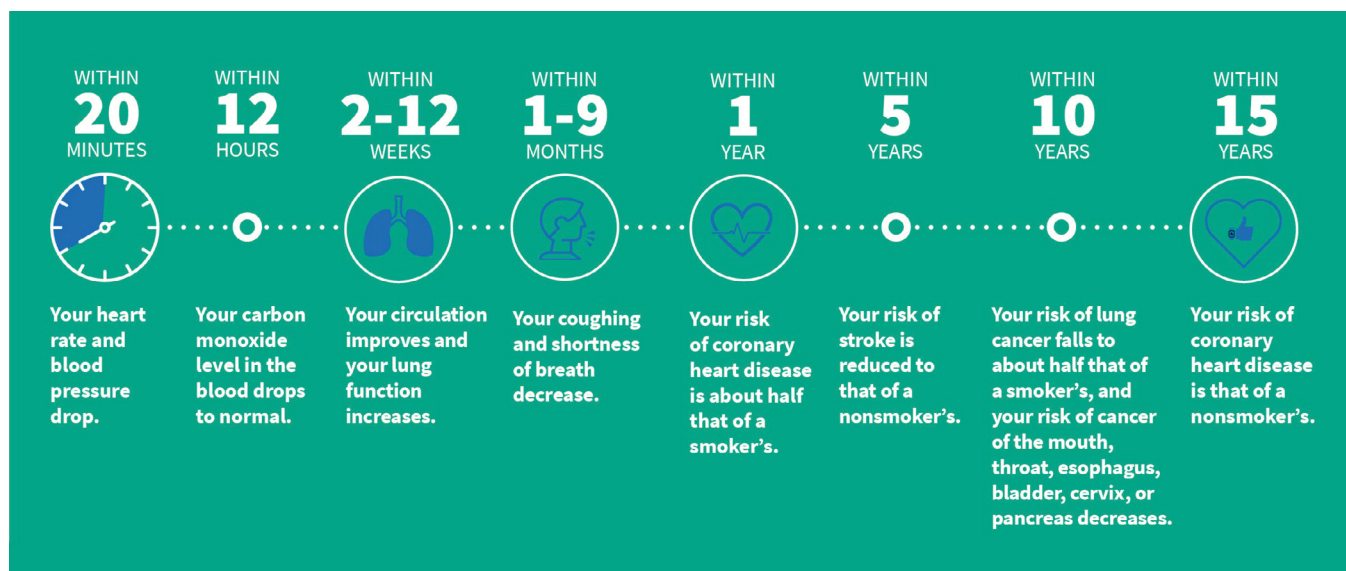 WITHIN
20
MINUTES
Your heart
rate and
blood
pressure
drop.
WITHIN
12
HOURS
Your carbon
monoxide
level in the
blood drops
to normal.
WITHIN
2-12
WEEKS
Your circulation
improves and
your lung
function
increases.
WITHIN
1-9
MONTHS
Your coughing
and shortness
of breath
decrease.
WITHIN
1
YEAR
Your risk
of coronary
heart disease
is about half
that of a
smoker’s.
WITHIN
5
YEARS
Your risk of
stroke is
reduced to
that of a
nonsmoker’s.
WITHIN
10
YEARS
Your risk of lung
cancer falls to
about half that of
a smoker’s, and
your risk of cancer
of the mouth,
throat, esophagus,
bladder, cervix, or
pancreas decreases.
WITHIN
15
YEARS
Your risk of
coronary
heart disease
is that of a
nonsmoker’s.